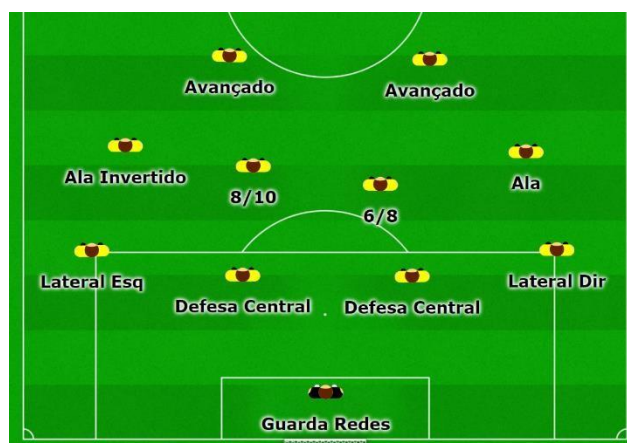 Avançado
Avançado
Ala Invertido
8/10
6/8
Ala
Lateral Esq
Defesa Central
Defesa Central
Lateral Dir
Guarda Redes